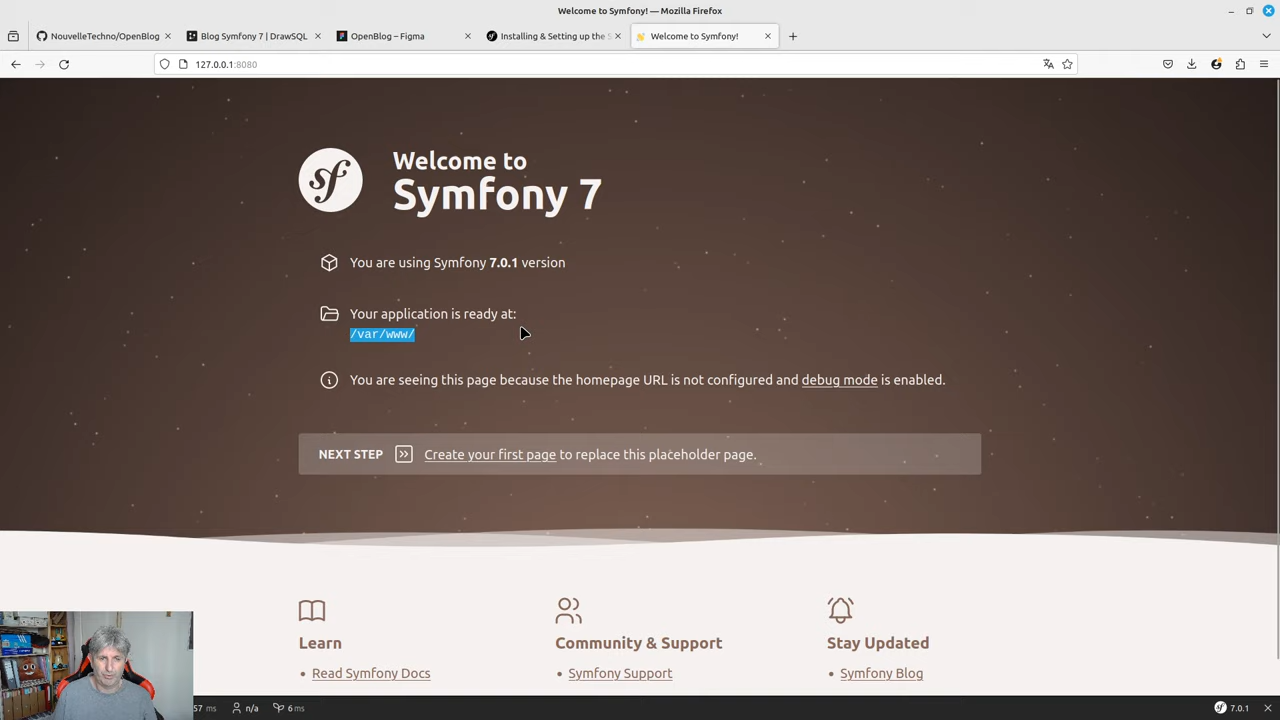 Welcome to Symfony! — Mozilla Firefox
NouvelleTechno/OpenBlog
Blog Symfony 7 | DrawSQL
OpenBlog – Figma
Installing & Setting up the S
Welcome to Symfony!
127.0.0.1:8080
sf
Welcome to
Symfony 7
You are using Symfony 7.0.1 version
Your application is ready at:
/var/www/
You are seeing this page because the homepage URL is not configured and debug mode is enabled.
NEXT STEP
Create your first page to replace this placeholder page.
Learn
Community & Support
Stay Updated
• Read Symfony Docs
• Symfony Support
• Symfony Blog
57 ms
n/a
6 ms
sf 7.0.1